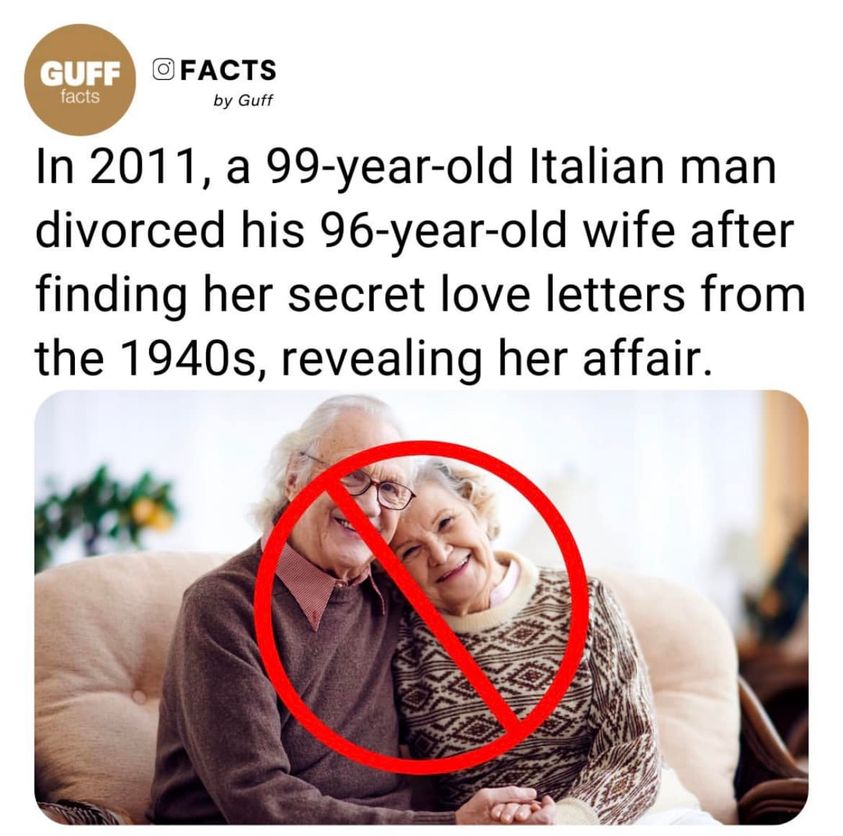 GUFF
facts
FACTS
by Guff
In 2011, a 99-year-old Italian man
divorced his 96-year-old wife after
finding her secret love letters from
the 1940s, revealing her affair.